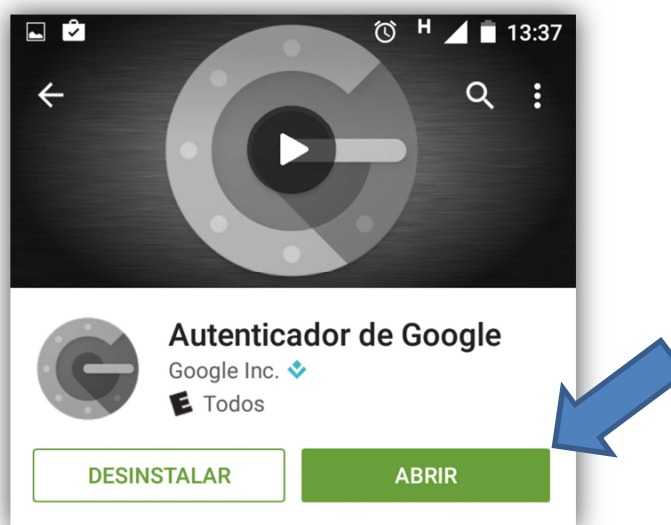 H 13:37
Autenticador de Google
Google Inc.
E Todos
DESINSTALAR ABRIR